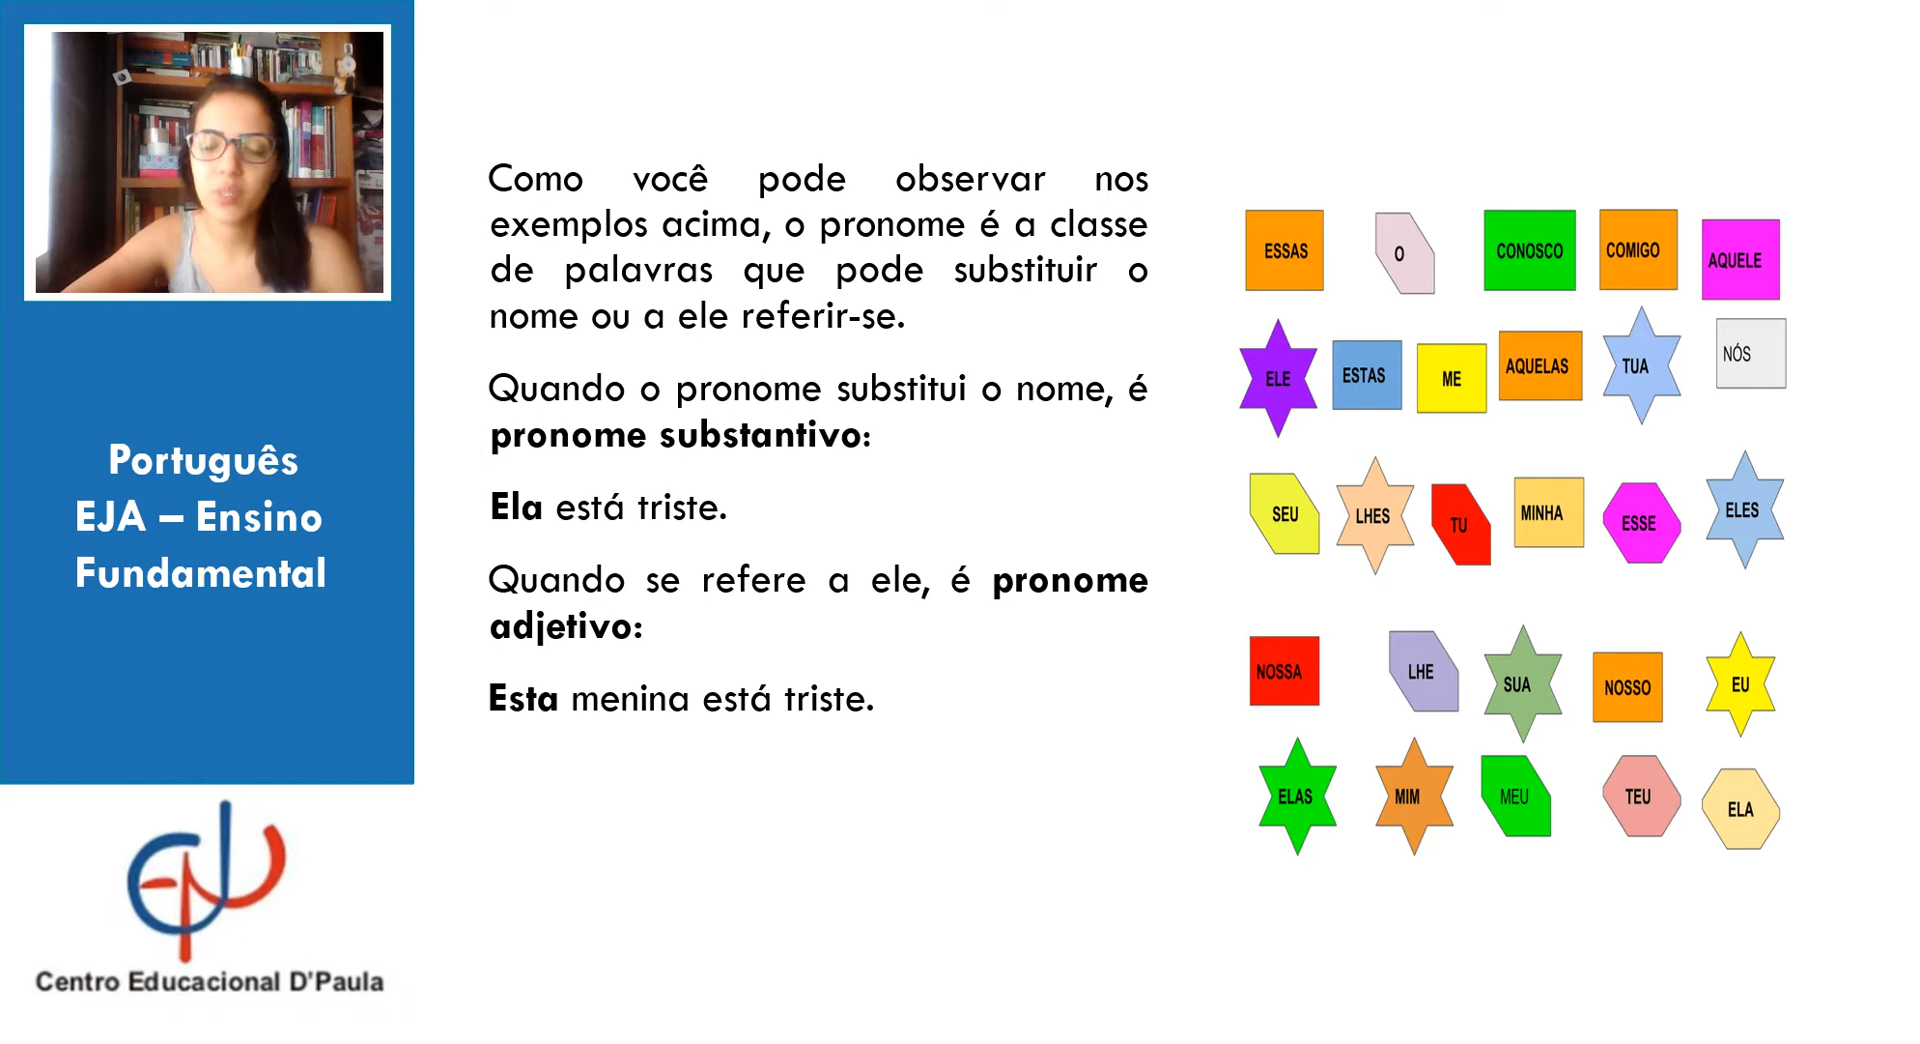 Português
EJA – Ensino
Fundamental
Centro Educacional D'Paula
Como você pode observar nos
exemplos acima, o pronome é a classe
de palavras que pode substituir o
nome ou a ele referir-se.
Quando o pronome substitui o nome, é
pronome substantivo:
Ela está triste.
Quando se refere a ele, é pronome
adjetivo:
Esta menina está triste.
ESSAS O CONOSCO COMIGO AQUELE
ELE ESTAS ME AQUELAS TUA NÓS
SEU LHES TU MINHA ESSE ELES
NOSSA LHE SUA NOSSO EU
ELAS MIM MEU TEU ELA